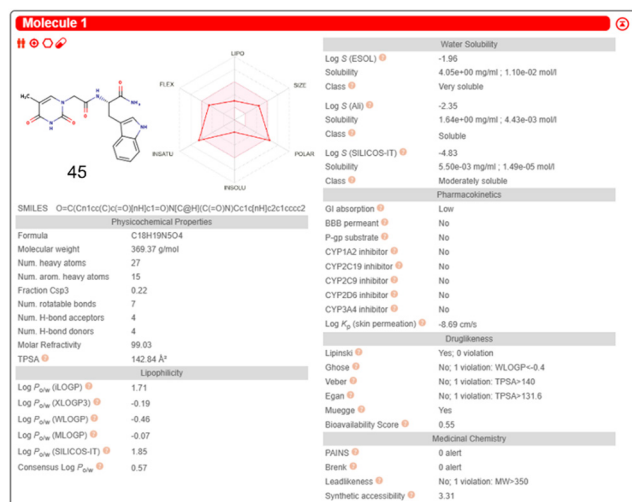 Molecule 1
LIPO
FLEX
SIZE
INSATU
POLAR
INSOLU
H₃C
O
N
HN
O
NH₂
O
N
H
O
NH
45
SMILES O=C(Cn1cc(C)c(=O)[nH]c1=O)N[C@H](C(=O)N)Cc1c[nH]c2c1cccc2
Physicochemical Properties
Formula C18H19N5O4
Molecular weight 369.37 g/mol
Num. heavy atoms 27
Num. arom. heavy atoms 15
Fraction Csp3 0.22
Num. rotatable bonds 7
Num. H-bond acceptors 4
Num. H-bond donors 4
Molar Refractivity 99.03
TPSA 142.84 Å²
Lipophilicity
Log Po/w (iLOGP) 1.71
Log Po/w (XLOGP3) -0.19
Log Po/w (WLOGP) -0.46
Log Po/w (MLOGP) -0.07
Log Po/w (SILICOS-IT) 1.85
Consensus Log Po/w 0.57
Water Solubility
Log S (ESOL) -1.96
Solubility 4.05e+00 mg/ml ; 1.10e-02 mol/l
Class Very soluble
Log S (Ali) -2.35
Solubility 1.64e+00 mg/ml ; 4.43e-03 mol/l
Class Soluble
Log S (SILICOS-IT) -4.83
Solubility 5.50e-03 mg/ml ; 1.49e-05 mol/l
Class Moderately soluble
Pharmacokinetics
GI absorption Low
BBB permeant No
P-gp substrate No
CYP1A2 inhibitor No
CYP2C19 inhibitor No
CYP2C9 inhibitor No
CYP2D6 inhibitor No
CYP3A4 inhibitor No
Log Kp (skin permeation) -8.69 cm/s
Druglikeness
Lipinski Yes; 0 violation
Ghose No; 1 violation: WLOGP<-0.4
Veber No; 1 violation: TPSA>140
Egan No; 1 violation: TPSA>131.6
Muegge Yes
Bioavailability Score 0.55
Medicinal Chemistry
PAINS 0 alert
Brenk 0 alert
Leadlikeness No; 1 violation: MW>350
Synthetic accessibility 3.31